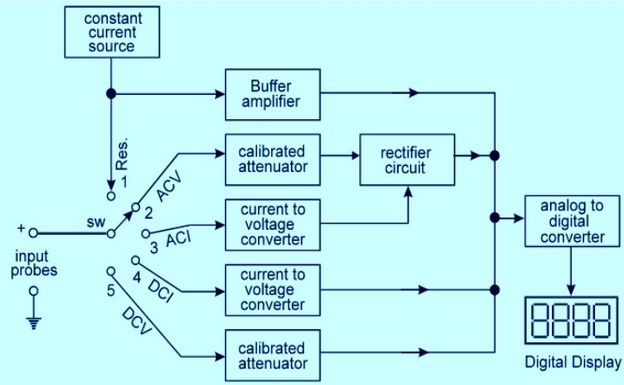 constant
current
source
Buffer
amplifier
Res.
1
calibrated
attenuator
rectifier
circuit
ACV
2
sw
+
3 ACI
current to
voltage
converter
analog to
digital
converter
input
probes
4 DCI
current to
voltage
converter
5
DCV
calibrated
attenuator
8888
Digital Display